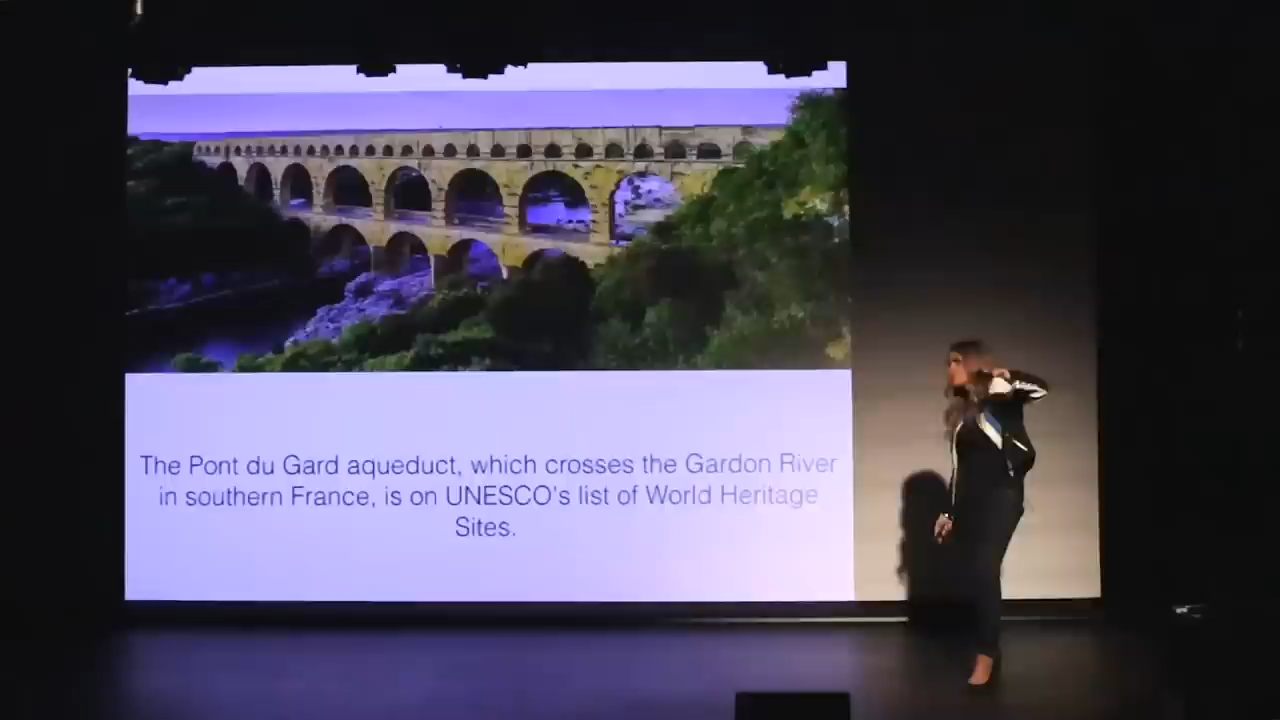 The Pont du Gard aqueduct, which crosses the Gardon River
in southern France, is on UNESCO's list of World Heritage
Sites.